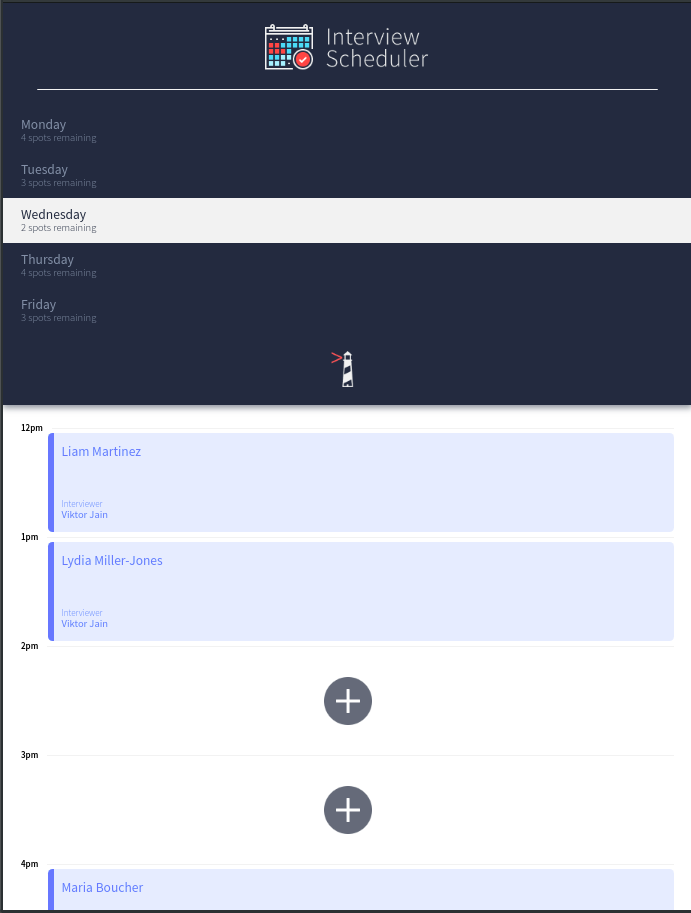 Interview
Scheduler
Monday
4 spots remaining
Tuesday
3 spots remaining
Wednesday
2 spots remaining
Thursday
4 spots remaining
Friday
3 spots remaining
>
12pm
Liam Martinez
Interviewer
Viktor Jain
1pm
Lydia Miller-Jones
Interviewer
Viktor Jain
2pm
3pm
4pm
Maria Boucher